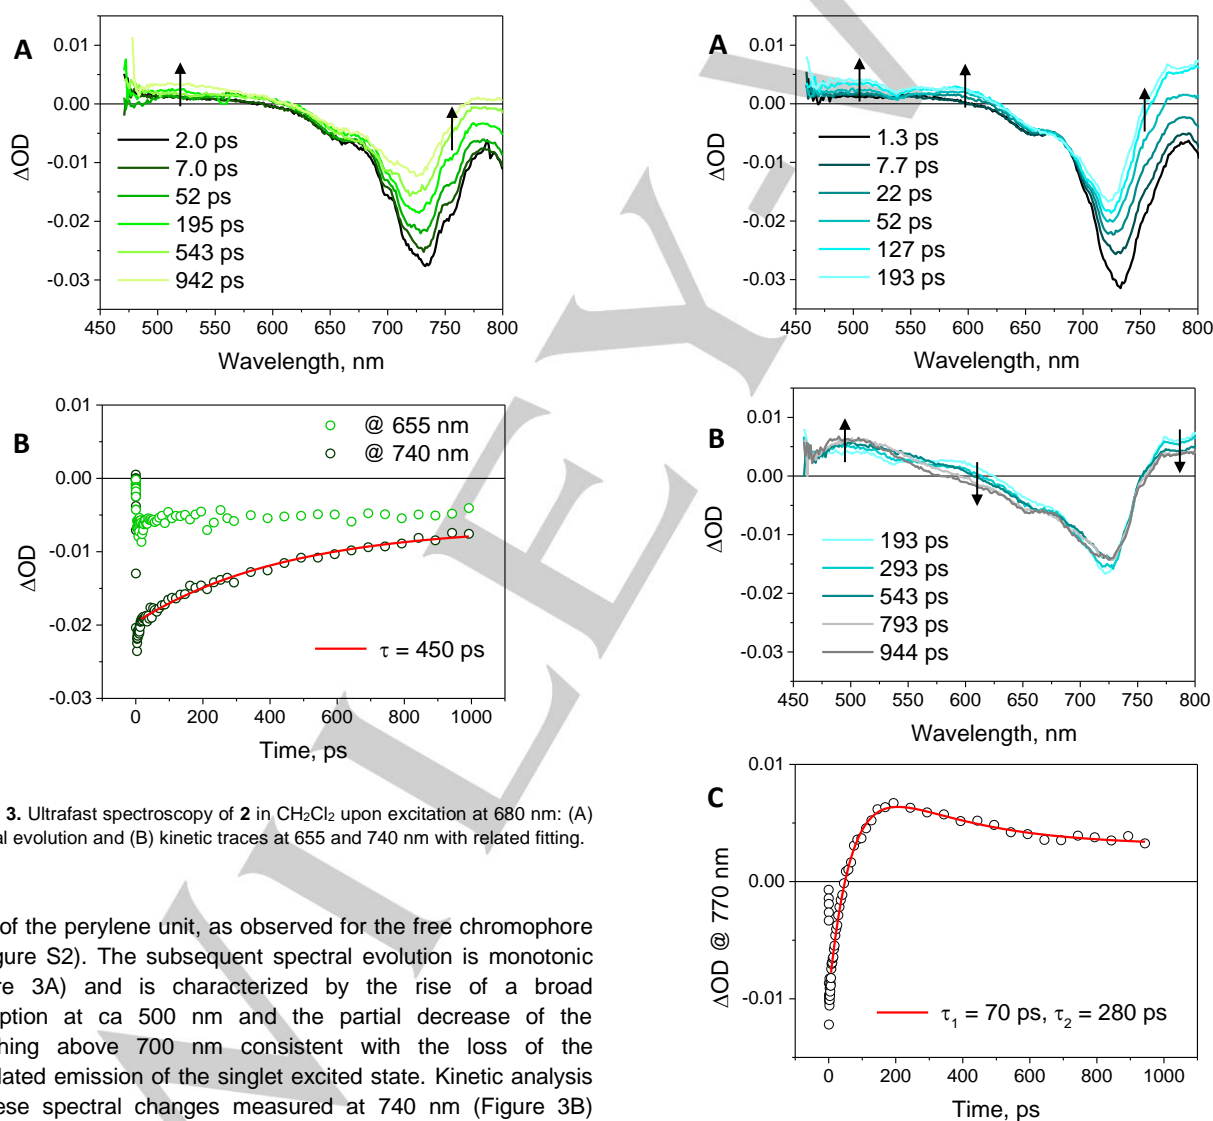 A
0.01
0.00
-0.01
-0.02
-0.03
ΔOD
2.0 ps
7.0 ps
52 ps
195 ps
543 ps
942 ps
450 500 550 600 650 700 750 800
Wavelength, nm
B
0.01
0.00
-0.01
-0.02
-0.03
ΔOD
@ 655 nm
@ 740 nm
τ = 450 ps
0 200 400 600 800 1000
Time, ps
3. Ultrafast spectroscopy of 2 in CH2Cl2 upon excitation at 680 nm: (A)
al evolution and (B) kinetic traces at 655 and 740 nm with related fitting.
of the perylene unit, as observed for the free chromophore
gure S2). The subsequent spectral evolution is monotonic
re 3A) and is characterized by the rise of a broad
ption at ca 500 nm and the partial decrease of the
hing above 700 nm consistent with the loss of the
lated emission of the singlet excited state. Kinetic analysis
ese spectral changes measured at 740 nm (Figure 3B)
A
0.01
0.00
-0.01
-0.02
-0.03
ΔOD
1.3 ps
7.7 ps
22 ps
52 ps
127 ps
193 ps
450 500 550 600 650 700 750 800
Wavelength, nm
B
0.01
0.00
-0.01
-0.02
-0.03
ΔOD
193 ps
293 ps
543 ps
793 ps
944 ps
450 500 550 600 650 700 750 800
Wavelength, nm
C
0.01
0.00
-0.01
ΔOD @ 770 nm
τ1 = 70 ps, τ2 = 280 ps
0 200 400 600 800 1000
Time, ps
WILEY-V